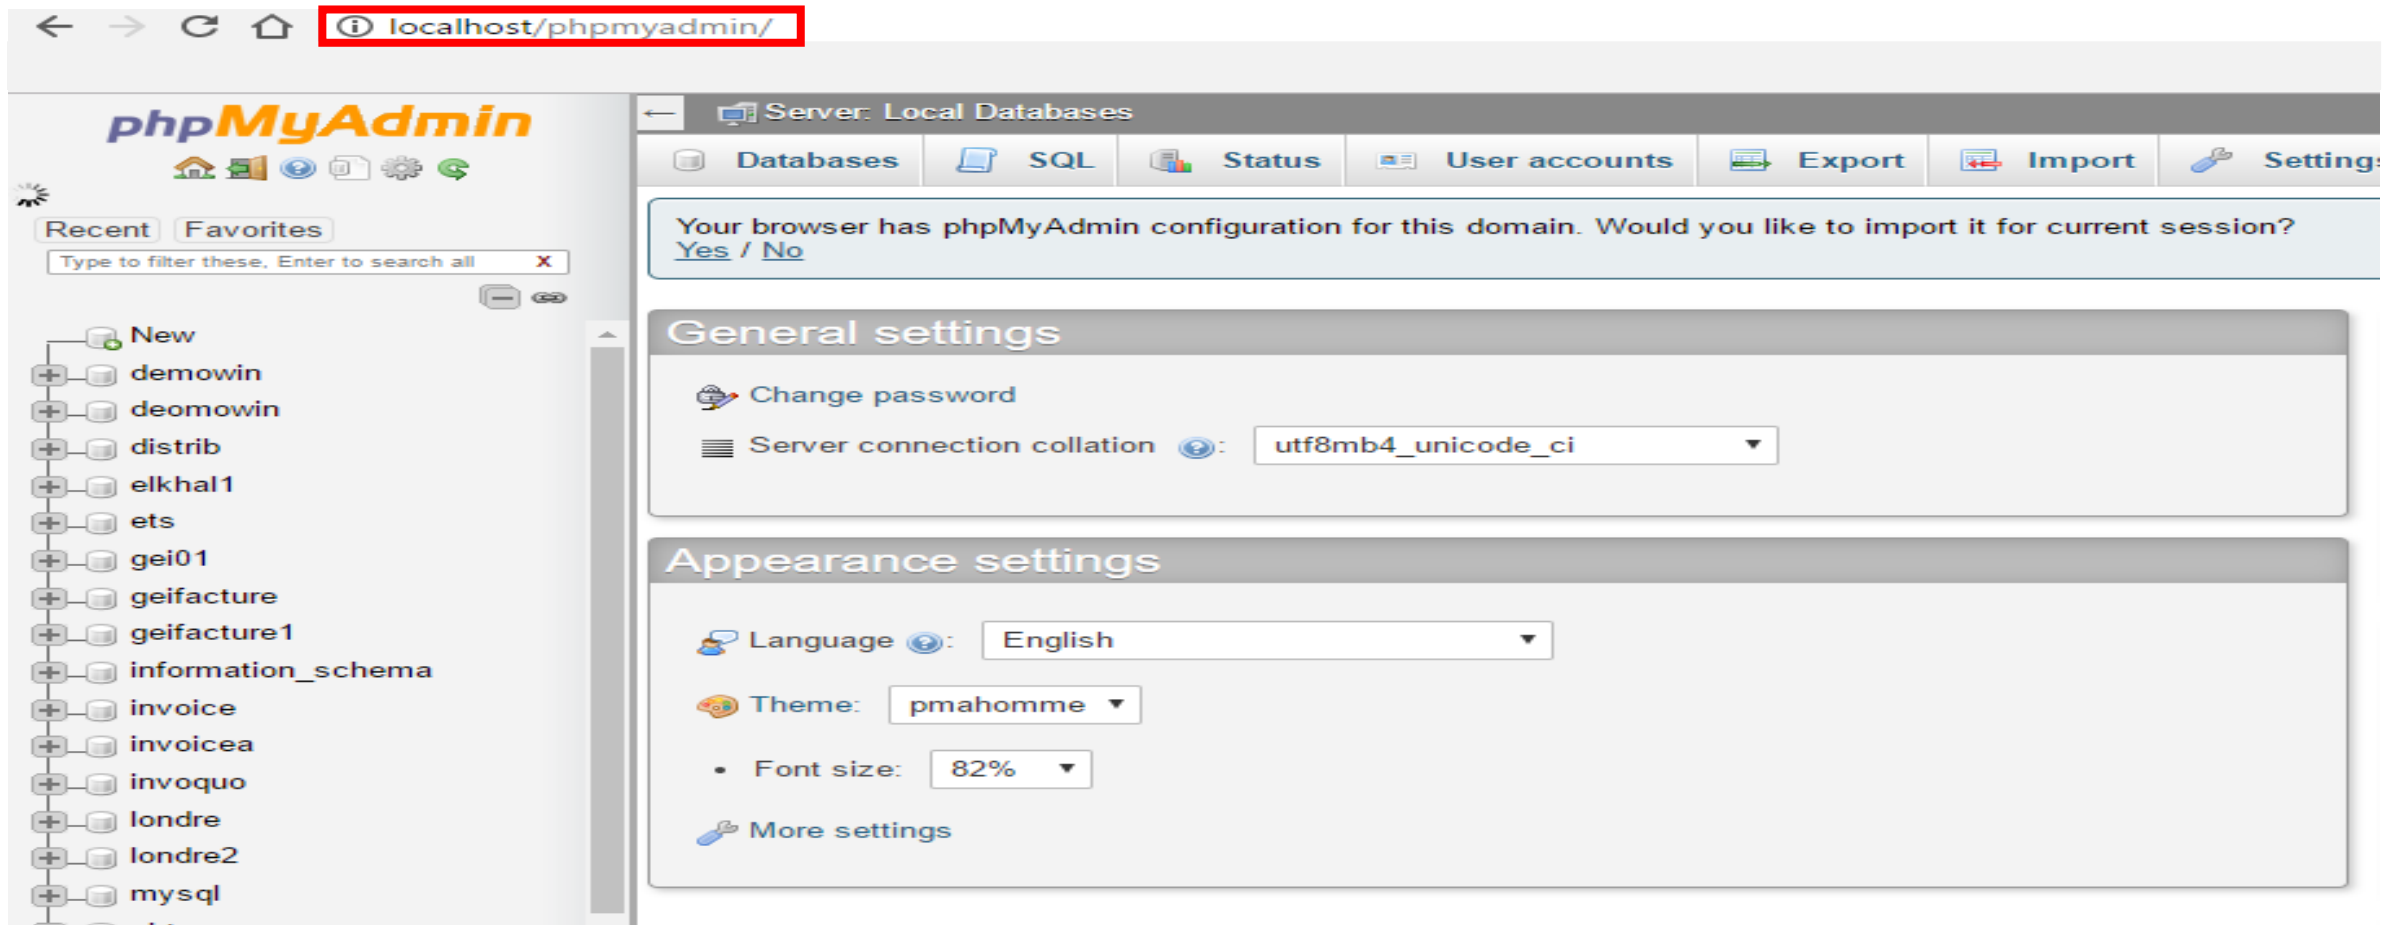 localhost/phpmyadmin/
phpMyAdmin
Recent Favorites
Type to filter these, Enter to search all X
New
demowin
deomowin
distrib
elkhal1
ets
gei01
geifacture
geifacture1
information_schema
invoice
invoicea
invoquo
londre
londre2
mysql
Server: Local Databases
Databases SQL Status User accounts Export Import
Your browser has phpMyAdmin configuration for this domain. Would you like to import it for current session?
Yes / No
General settings
Change password
Server connection collation : utf8mb4_unicode_ci
Appearance settings
Language : English
Theme: pmahomme
• Font size: 82%
More settings